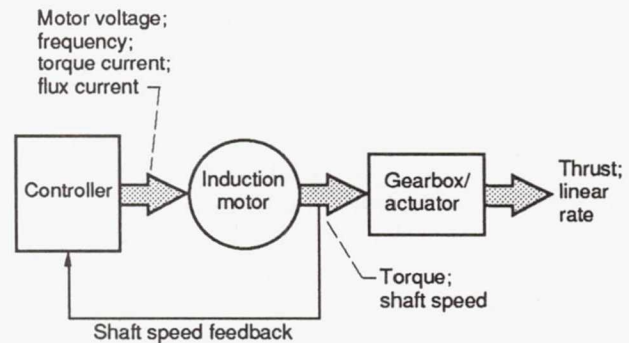 Motor voltage;
frequency;
torque current;
flux current
Controller
Induction
motor
Gearbox/
actuator
Thrust;
linear
rate
Torque;
shaft speed
Shaft speed feedback